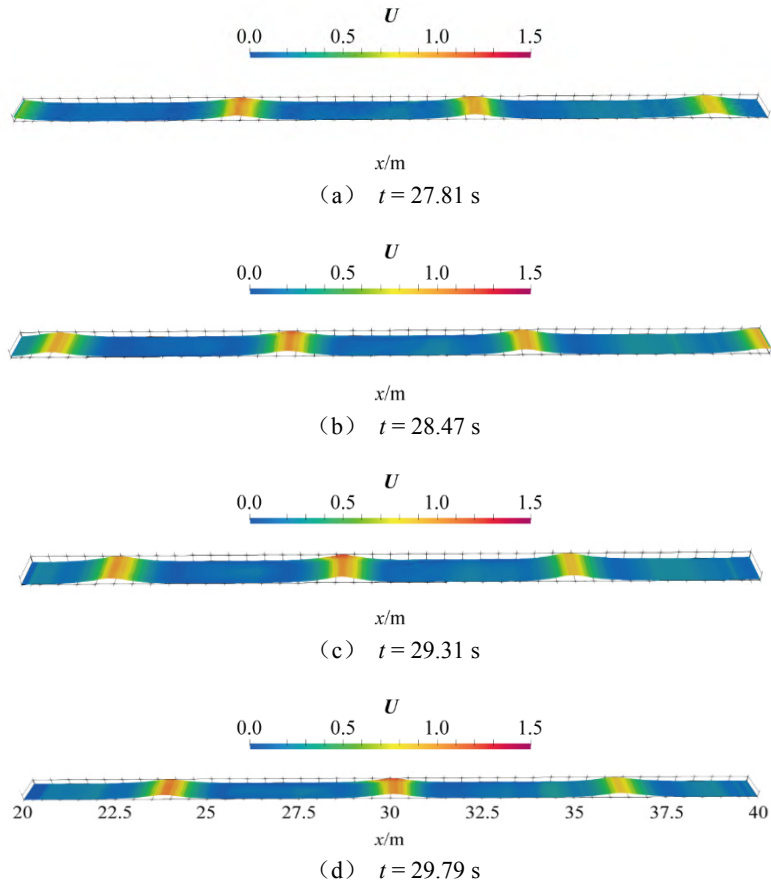 U
0.0 0.5 1.0 1.5
x/m
（a） t = 27.81 s
U
0.0 0.5 1.0 1.5
x/m
（b） t = 28.47 s
U
0.0 0.5 1.0 1.5
x/m
（c） t = 29.31 s
U
0.0 0.5 1.0 1.5
20 22.5 25 27.5 30 32.5 35 37.5 40
x/m
（d） t = 29.79 s